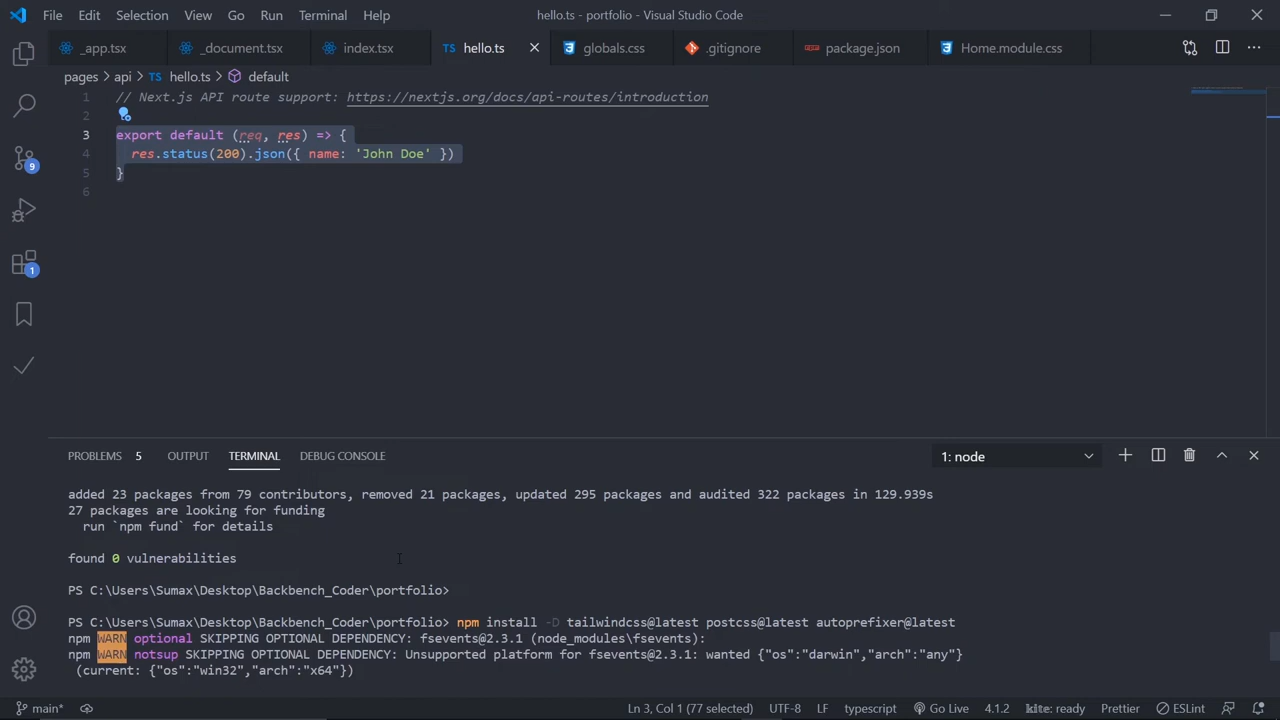 File Edit Selection View Go Run Terminal Help hello.ts - portfolio - Visual Studio Code
_app.tsx _document.tsx index.tsx TS hello.ts globals.css .gitignore package.json Home.module.css
pages > api > TS hello.ts > default
1 // Next.js API route support: https://nextjs.org/docs/api-routes/introduction
2
3 export default (req, res) => {
4 res.status(200).json({ name: 'John Doe' })
5 }
6
9
1
PROBLEMS 5 OUTPUT TERMINAL DEBUG CONSOLE 1: node
added 23 packages from 79 contributors, removed 21 packages, updated 295 packages and audited 322 packages in 129.939s
27 packages are looking for funding
run `npm fund` for details
found 0 vulnerabilities
PS C:\Users\Sumax\Desktop\Backbench_Coder\portfolio>
PS C:\Users\Sumax\Desktop\Backbench_Coder\portfolio> npm install -D tailwindcss@latest postcss@latest autoprefixer@latest
npm WARN optional SKIPPING OPTIONAL DEPENDENCY: fsevents@2.3.1 (node_modules\fsevents):
npm WARN notsup SKIPPING OPTIONAL DEPENDENCY: Unsupported platform for fsevents@2.3.1: wanted {"os":"darwin","arch":"any"}
(current: {"os":"win32","arch":"x64"})
main* Ln 3, Col 1 (77 selected) UTF-8 LF typescript Go Live 4.1.2 kite: ready Prettier ESLint